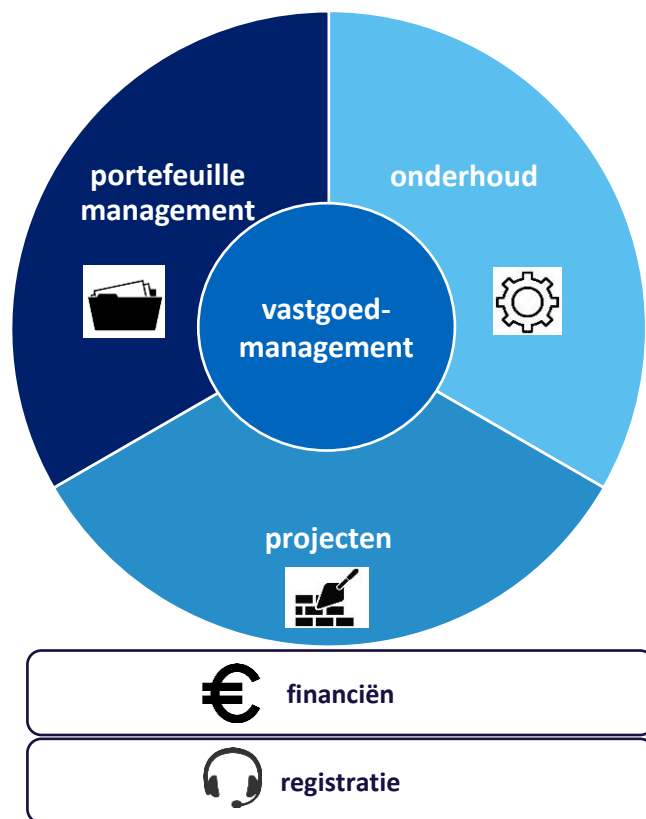 portefeuille
management
onderhoud
vastgoed-
management
projecten
€ financiën
registratie